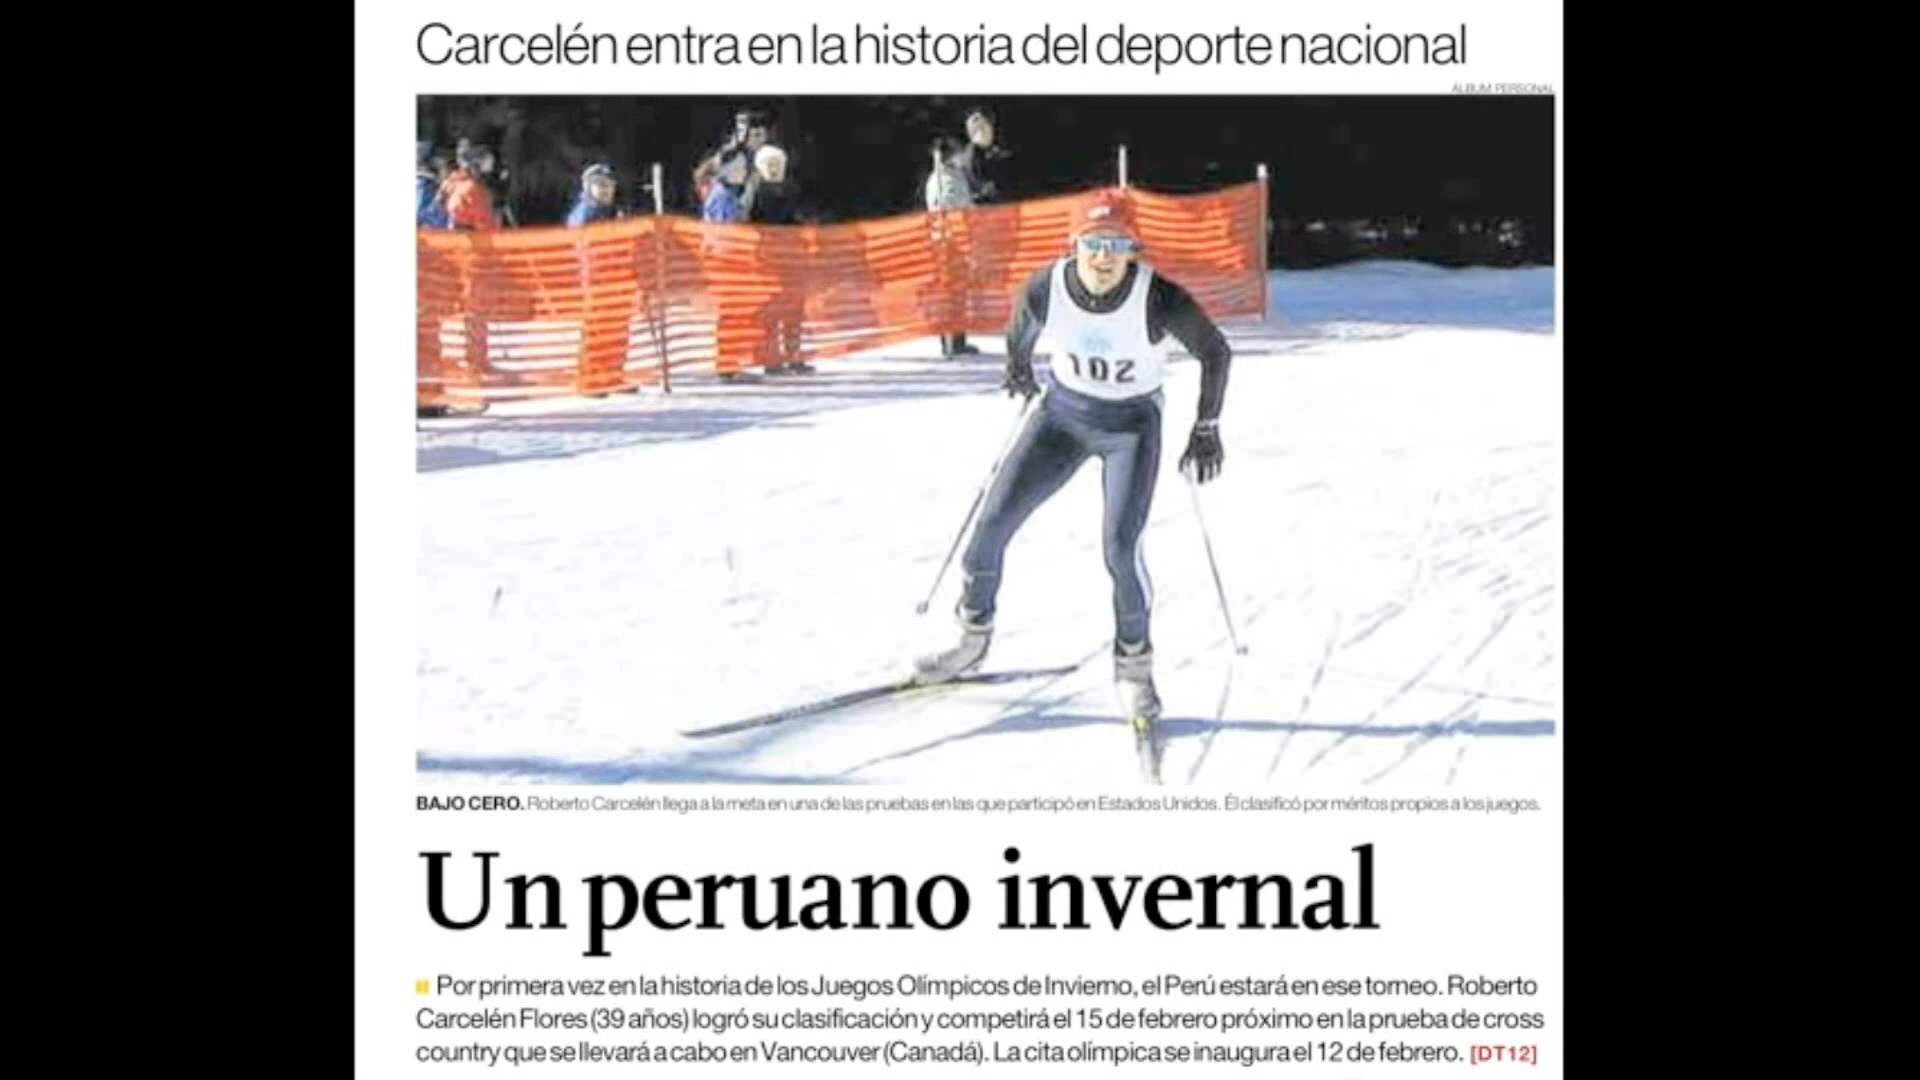 Carcelén entra en la historia del deporte nacional
ÁLBUM PERSONAL
102
BAJO CERO. Roberto Carcelén llega a la meta en una de las pruebas en las que participó en Estados Unidos. Él clasificó por méritos propios a los juegos.
Un peruano invernal
Por primera vez en la historia de los Juegos Olímpicos de Invierno, el Perú estará en ese torneo. Roberto
Carcelén Flores (39 años) logró su clasificación y competirá el 15 de febrero próximo en la prueba de cross
country que se llevará a cabo en Vancouver (Canadá). La cita olímpica se inaugura el 12 de febrero. [DT12]